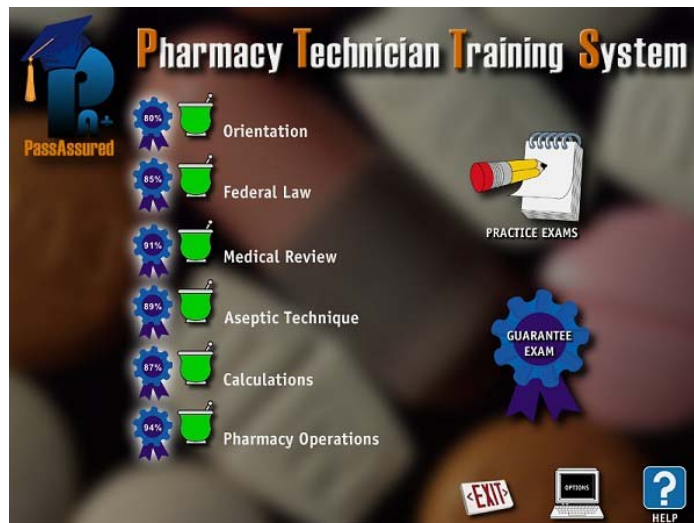 Pharmacy Technician Training System
PassAssured
80%
Orientation
85%
Federal Law
91%
Medical Review
89%
Aseptic Technique
87%
Calculations
94%
Pharmacy Operations
PRACTICE EXAMS
GUARANTEE
EXAM
<EXIT>
OPTIONS
?
HELP